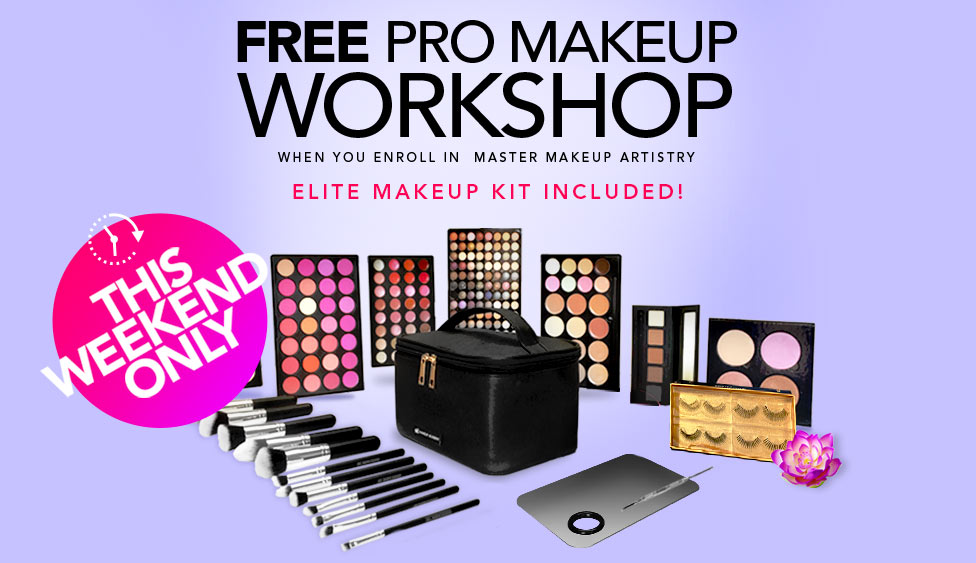 FREE PRO MAKEUP
WORKSHOP
WHEN YOU ENROLL IN MASTER MAKEUP ARTISTRY
ELITE MAKEUP KIT INCLUDED!
THIS
WEEKEND
ONLY